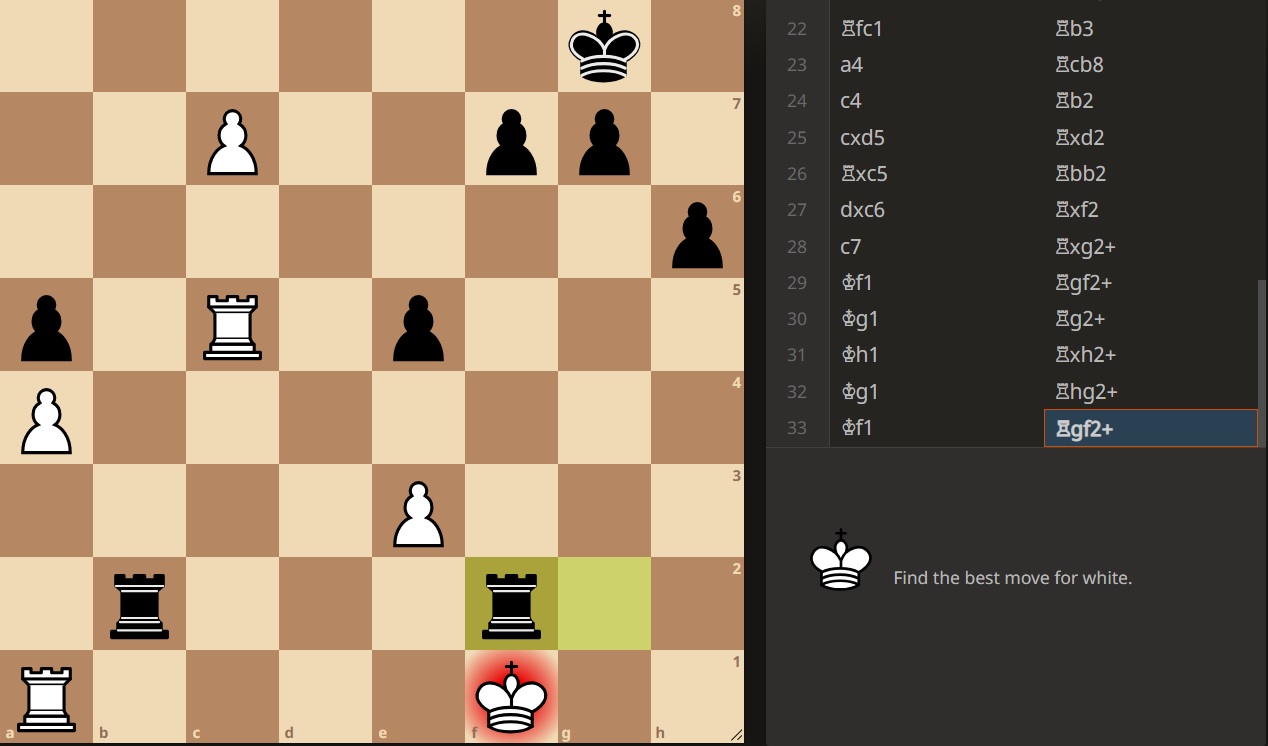 8
7
6
5
4
3
2
1
a b c d e f g h
22 ♖fc1 ♖b3
23 a4 ♖cb8
24 c4 ♖b2
25 cxd5 ♖xd2
26 ♖xc5 ♖bb2
27 dxc6 ♖xf2
28 c7 ♖xg2+
29 ♔f1 ♖gf2+
30 ♔g1 ♖g2+
31 ♔h1 ♖xh2+
32 ♔g1 ♖hg2+
33 ♔f1 ♖gf2+
Find the best move for white.